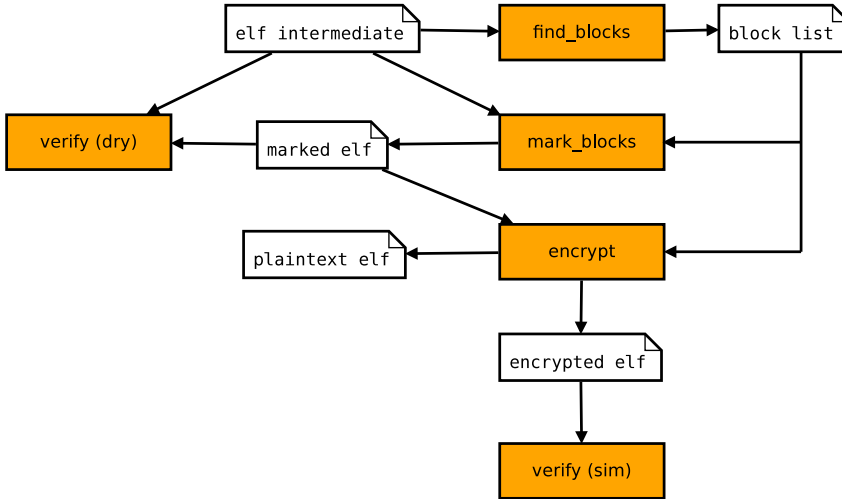 elf intermediate
find_blocks
block list
verify (dry)
marked elf
mark_blocks
plaintext elf
encrypt
encrypted elf
verify (sim)